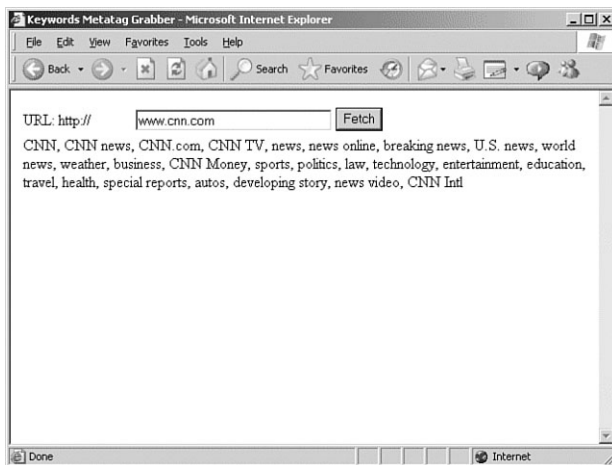 Keywords Metatag Grabber - Microsoft Internet Explorer
File Edit View Favorites Tools Help
Back Search Favorites
URL: http:// www.cnn.com Fetch
CNN, CNN news, CNN.com, CNN TV, news, news online, breaking news, U.S. news, world
news, weather, business, CNN Money, sports, politics, law, technology, entertainment, education,
travel, health, special reports, autos, developing story, news video, CNN Intl
Done Internet